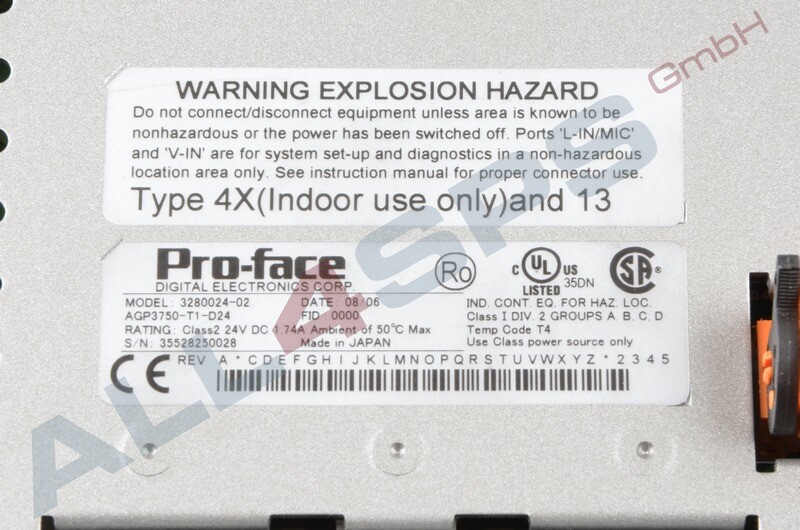 WARNING EXPLOSION HAZARD
Do not connect/disconnect equipment unless area is known to be
nonhazardous or the power has been switched off. Ports 'L-IN/MIC'
and 'V-IN' are for system set-up and diagnostics in a non-hazardous
location area only. See instruction manual for proper connector use.
Type 4X(Indoor use only)and 13
Pro-face
DIGITAL ELECTRONICS CORP.
Ro
C UL US
LISTED 35DN
SA
MODEL: 3280024-02 DATE: 08/06
AGP3750-T1-D24 FID 0000
RATING: Class2 24V DC 1.74A Ambient of 50°C Max
S/N: 35528250028 Made in JAPAN
IND. CONT. EQ. FOR HAZ. LOC.
Class I DIV. 2 GROUPS A, B, C, D
Temp Code T4
Use Class power source only
CE
REV A * C D E F G H I J K L M N O P Q R S T U V W X Y Z * 2 3 4 5
ALL4SPS GmbH